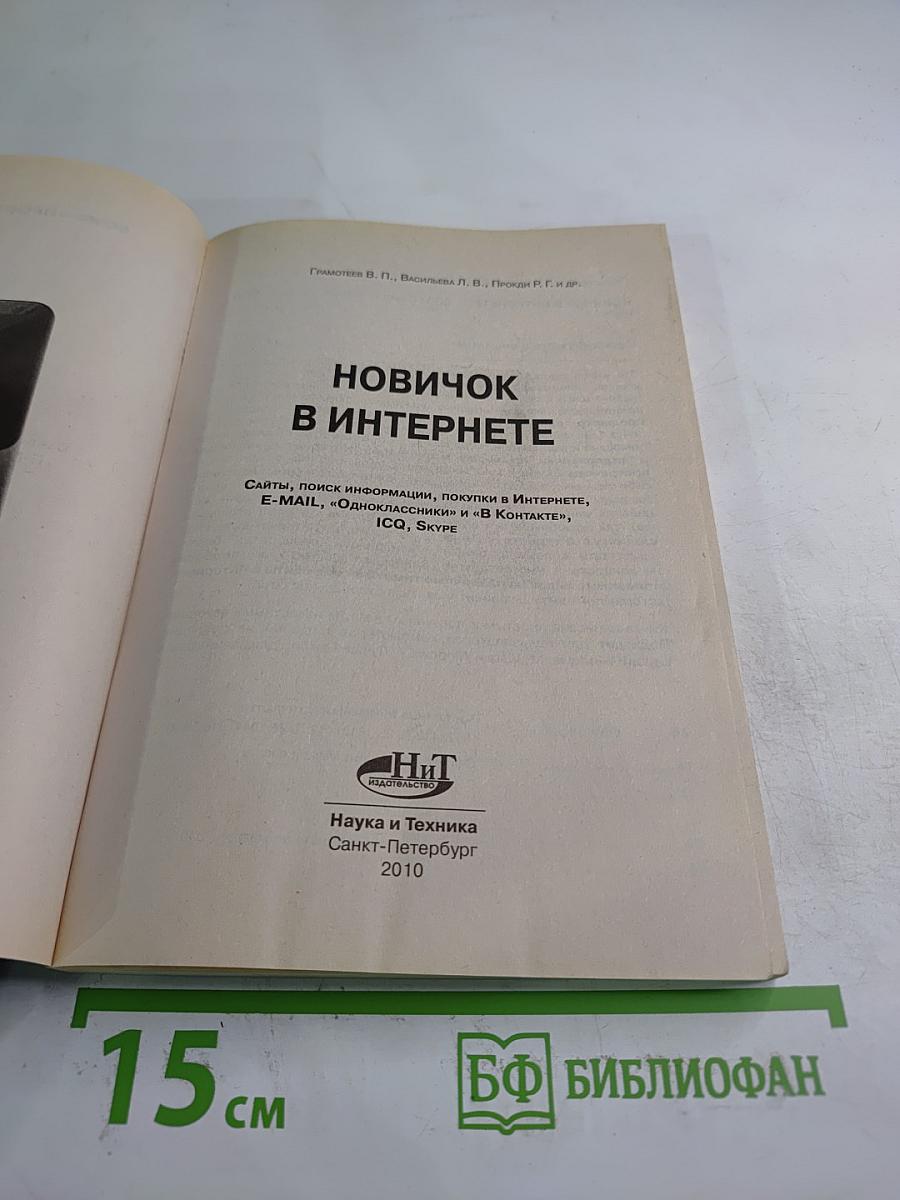 Грамотеев В. П., Васильева Л. В., Прокди Р. Г. и др.
НОВИЧОК
В ИНТЕРНЕТЕ
Сайты, поиск информации, покупки в Интернете,
E-MAIL, «Одноклассники» и «В Контакте»,
ICQ, Skype
НиТ
издательство
Наука и Техника
Санкт-Петербург
2010
15 см
БФ БИБЛИОФАН